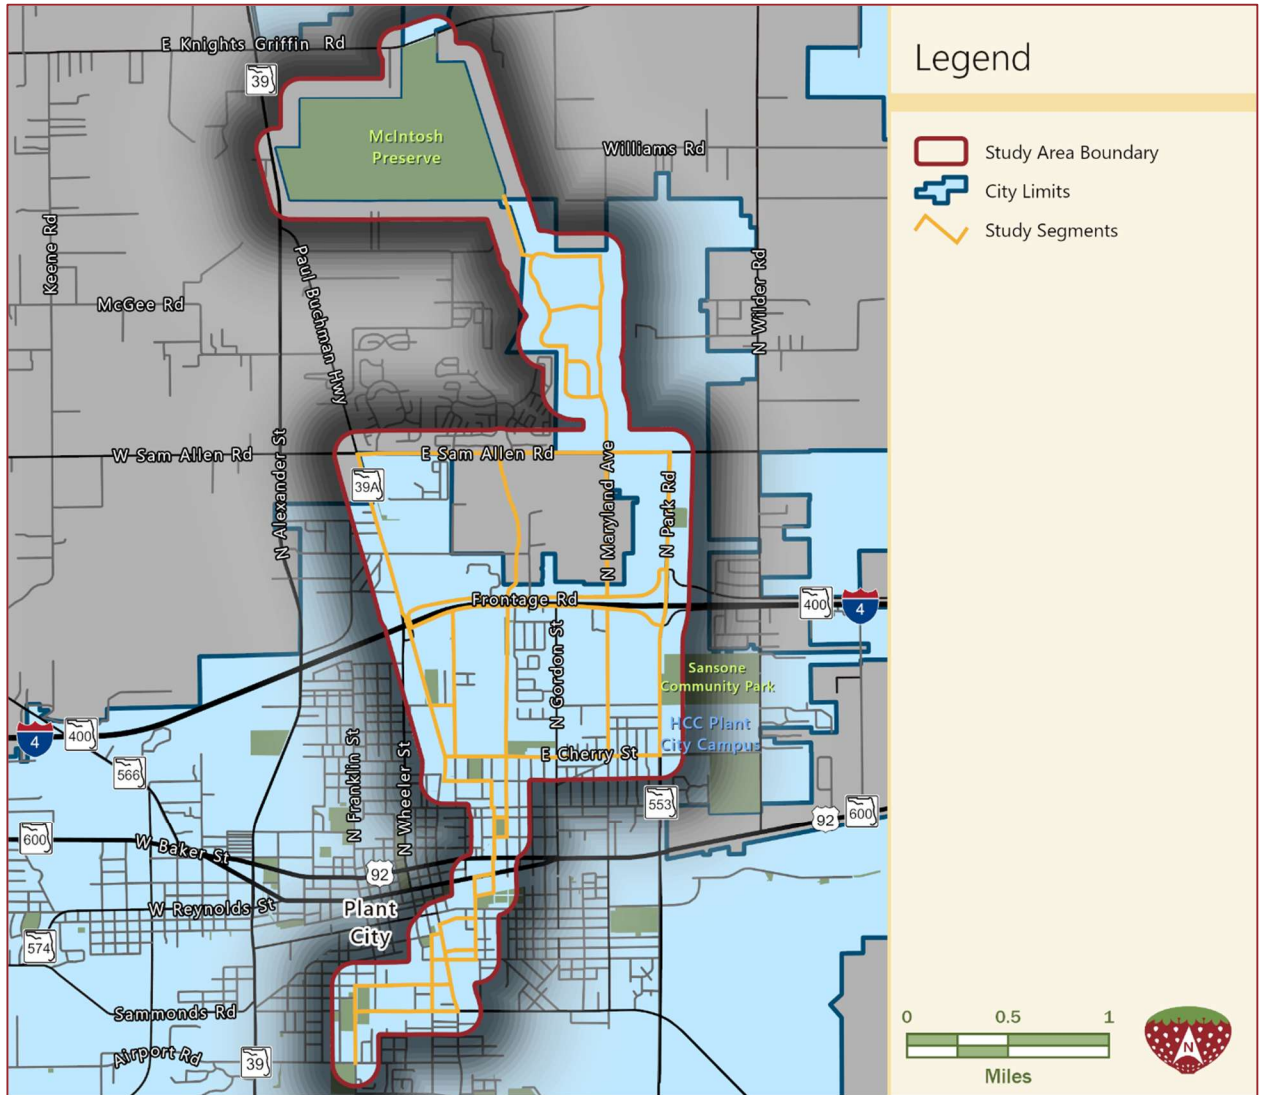 E Knights Griffin Rd
39
McIntosh
Preserve
Williams Rd
Keene Rd
Paul Buchman Hwy
N Wilder Rd
McGee Rd
W Sam Allen Rd
E Sam Allen Rd
N Alexander St
39A
N Maryland Ave
N Park Rd
Frontage Rd
400
4
N Gordon St
Sansone
Community Park
HCC Plant
City Campus
4
400
566
N Franklin St
N Wheeler St
E Cherry St
553
92
600
600
W Baker St
92
W Reynolds St
Plant
City
574
Sammonds Rd
Airport Rd
39
Legend
Study Area Boundary
City Limits
Study Segments
0 0.5 1
Miles
N